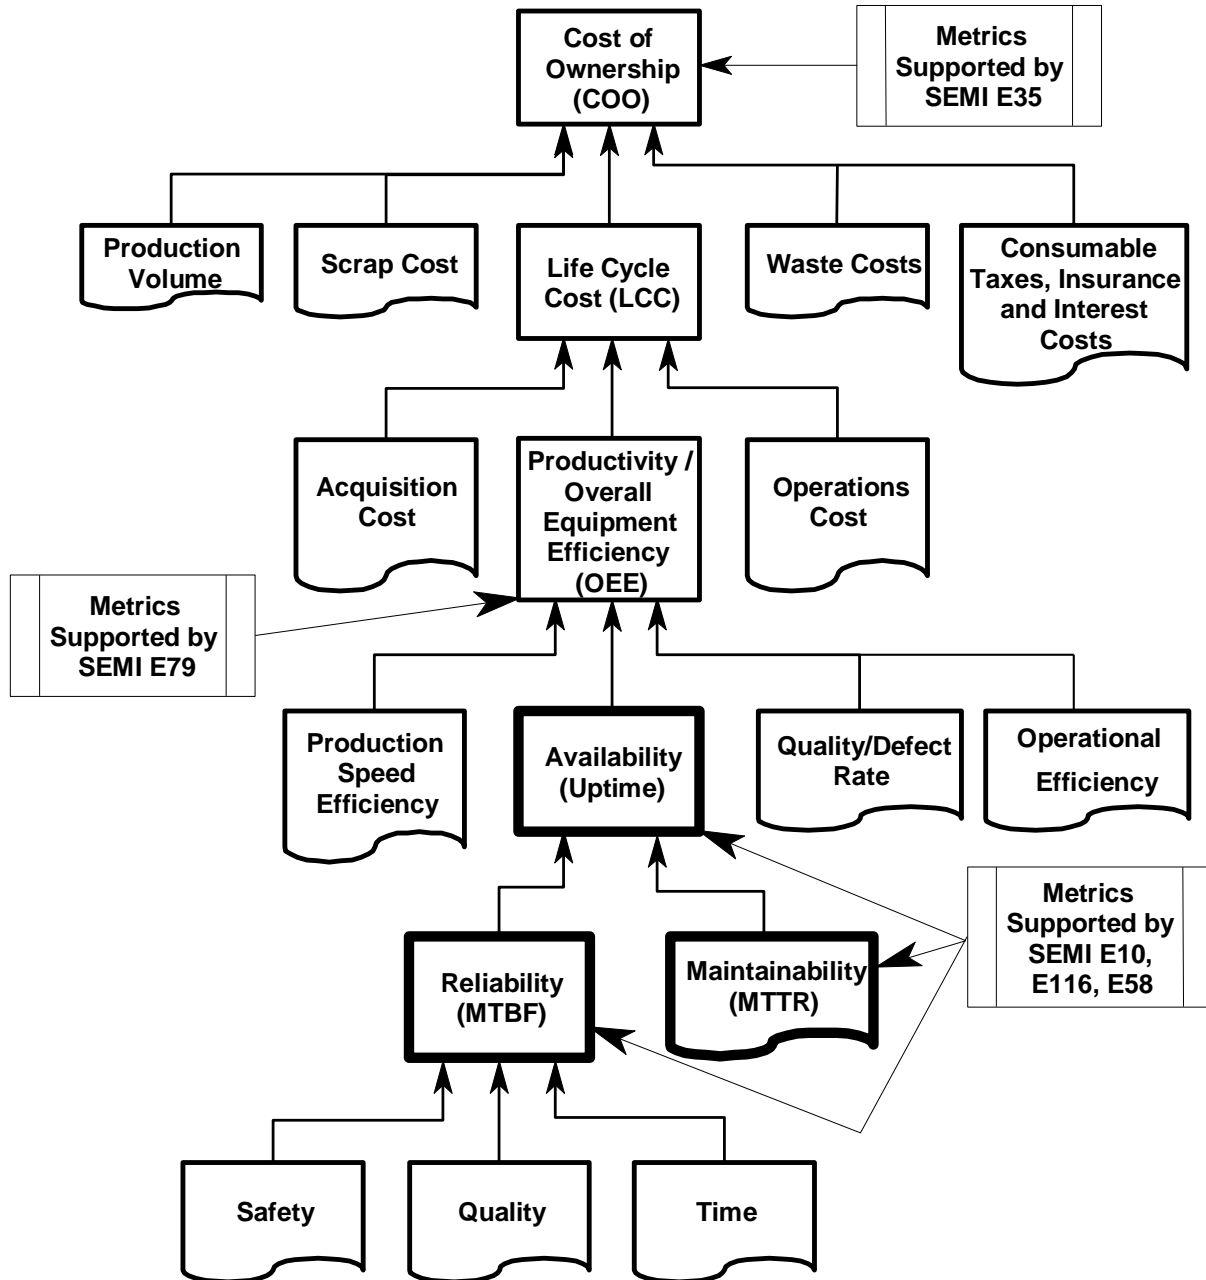 Cost of
Ownership
(COO)
Metrics
Supported by
SEMI E35
Production
Volume
Scrap Cost
Life Cycle
Cost (LCC)
Waste Costs
Consumable
Taxes, Insurance
and Interest
Costs
Acquisition
Cost
Productivity /
Overall
Equipment
Efficiency
(OEE)
Operations
Cost
Metrics
Supported by
SEMI E79
Production
Speed
Efficiency
Availability
(Uptime)
Quality/Defect
Rate
Operational
Efficiency
Metrics
Supported by
SEMI E10,
E116, E58
Reliability
(MTBF)
Maintainability
(MTTR)
Safety
Quality
Time